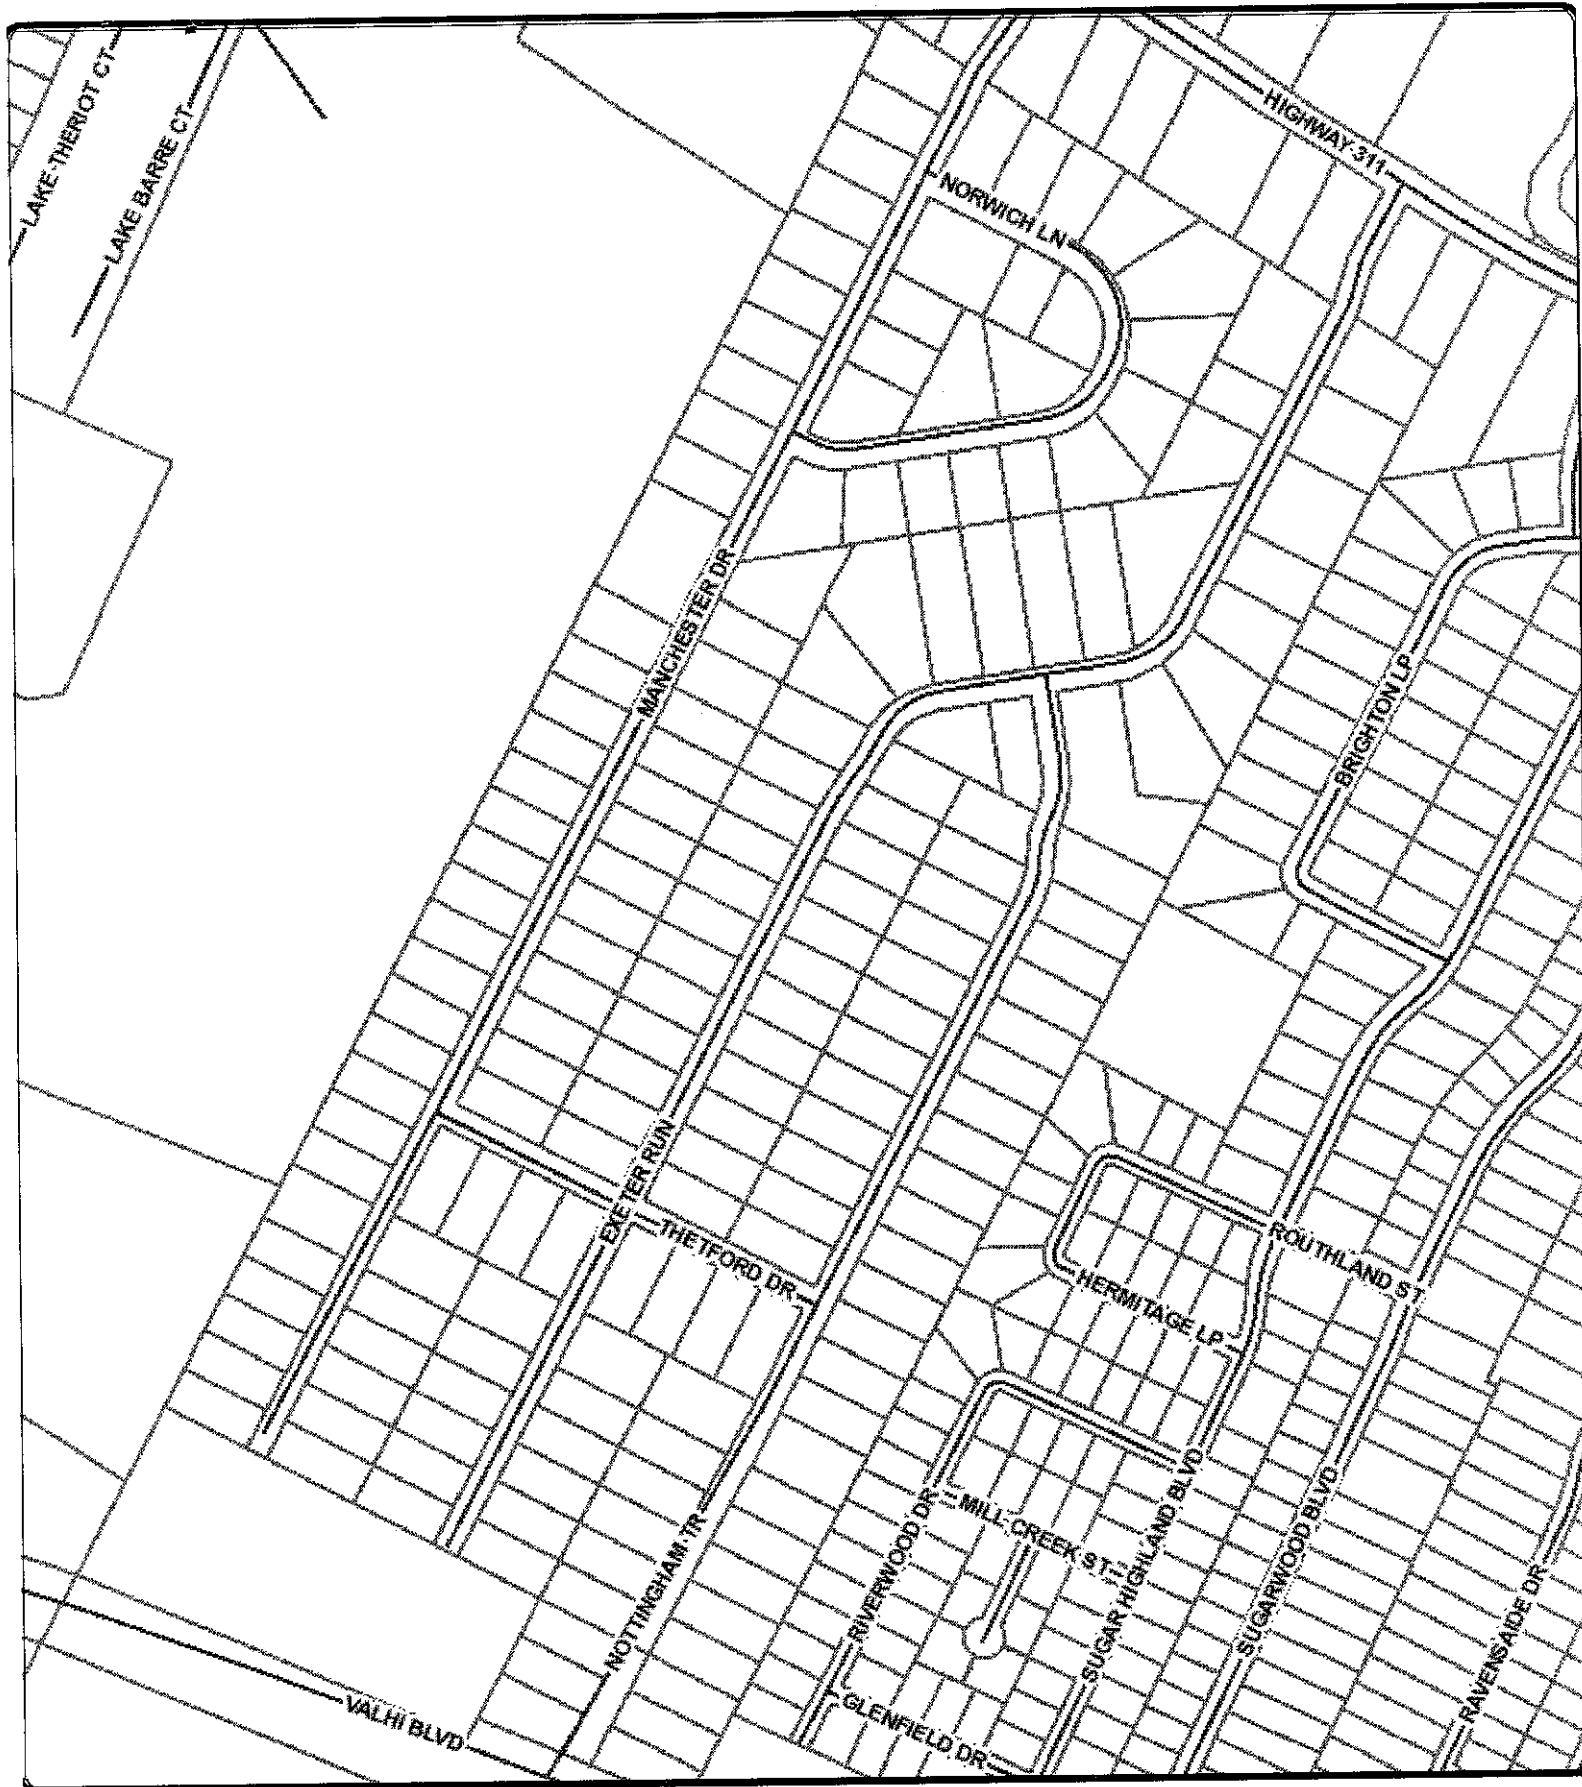 LAKE THERIOT CT
LAKE BARRE CT
HIGHWAY 311
NORWICH LN
MANCHESTER DR
BRIGHTON LP
EXETER RUN
THETFORD DR
ROUTHLAND ST
HERMITAGE LP
NOTTINGHAM TR
RIVERWOOD DR
MILL CREEK ST
SUGAR HIGHLAND BLVD
SUGARWOOD BLVD
RAVENSAIDE DR
GLENFIELD DR
VALHI BLVD